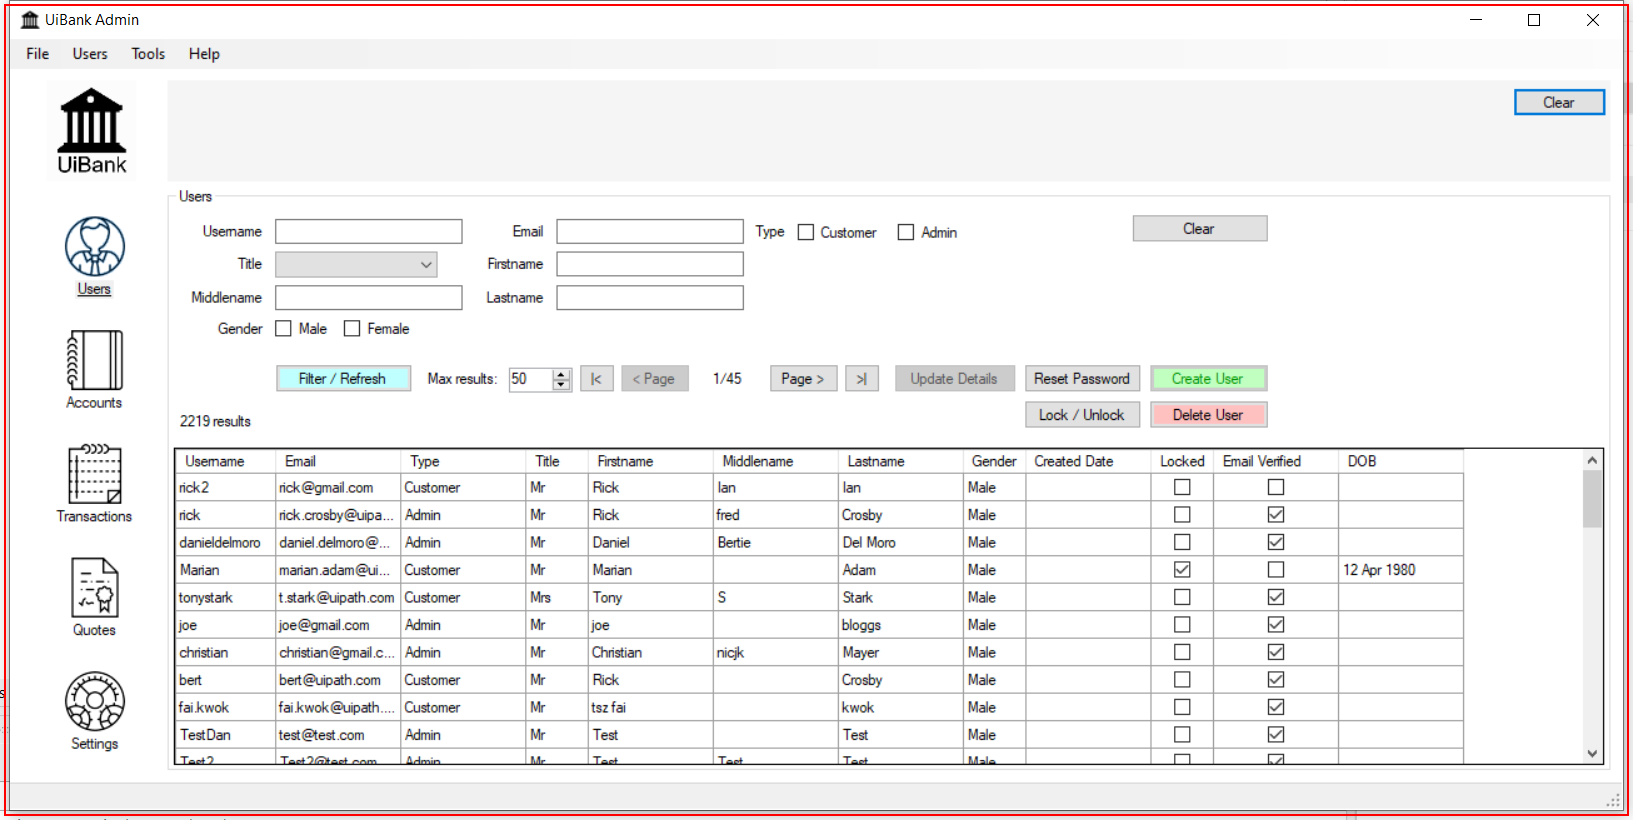 UiBank Admin
File Users Tools Help
UiBank
Clear
Users
Username Email Type Customer Admin Clear
Title Firstname
Middlename Lastname
Gender Male Female
Filter / Refresh Max results: 50 |< < Page 1/45 Page > >| Update Details Reset Password Create User
Lock / Unlock Delete User
2219 results
Users
Accounts
Transactions
Quotes
Settings
Username Email Type Title Firstname Middlename Lastname Gender Created Date Locked Email Verified DOB
rick2 rick@gmail.com Customer Mr Rick Ian Ian Male
rick rick.crosby@uipa... Admin Mr Rick fred Crosby Male
danieldelmoro daniel.delmoro@... Admin Mr Daniel Bertie Del Moro Male
Marian marian.adam@ui... Customer Mr Marian Adam Male 12 Apr 1980
tonystark t.stark@uipath.com Customer Mrs Tony S Stark Male
joe joe@gmail.com Admin Mr joe bloggs Male
christian christian@gmail.c... Admin Mr Christian nicjk Mayer Male
bert bert@uipath.com Customer Mr Rick Crosby Male
fai.kwok fai.kwok@uipath.... Customer Mr tsz fai kwok Male
TestDan test@test.com Admin Mr Test Test Male
Test2 Test2@test.com Admin Mr Test Test Test Male